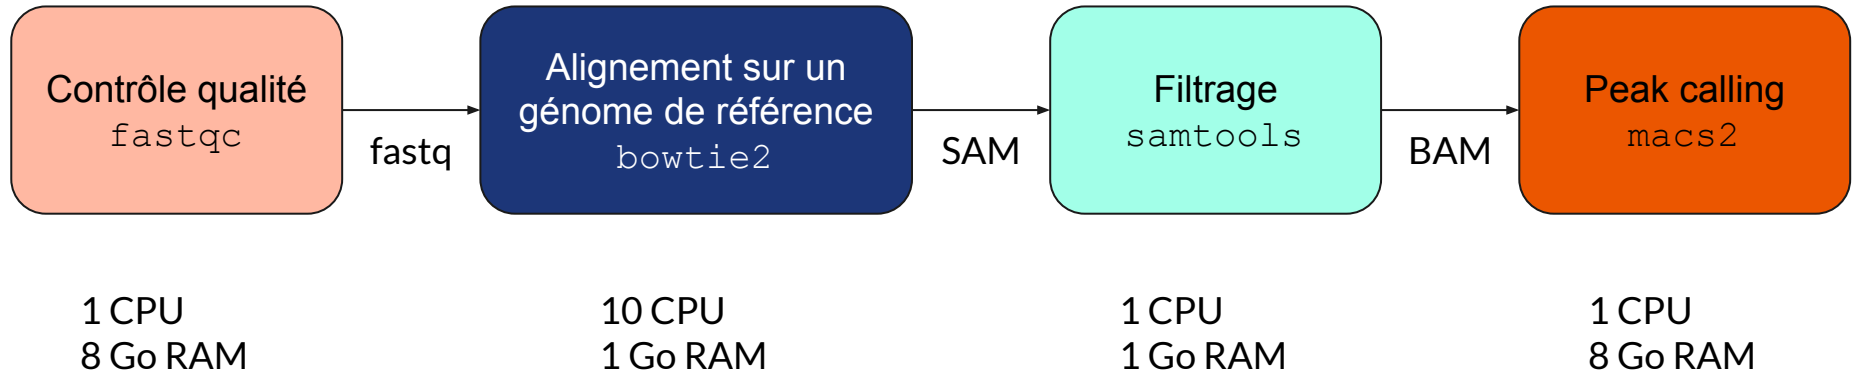 Contrôle qualité
fastqc
fastq
Alignement sur un
génome de référence
bowtie2
SAM
Filtrage
samtools
BAM
Peak calling
macs2
1 CPU
8 Go RAM
10 CPU
1 Go RAM
1 CPU
1 Go RAM
1 CPU
8 Go RAM